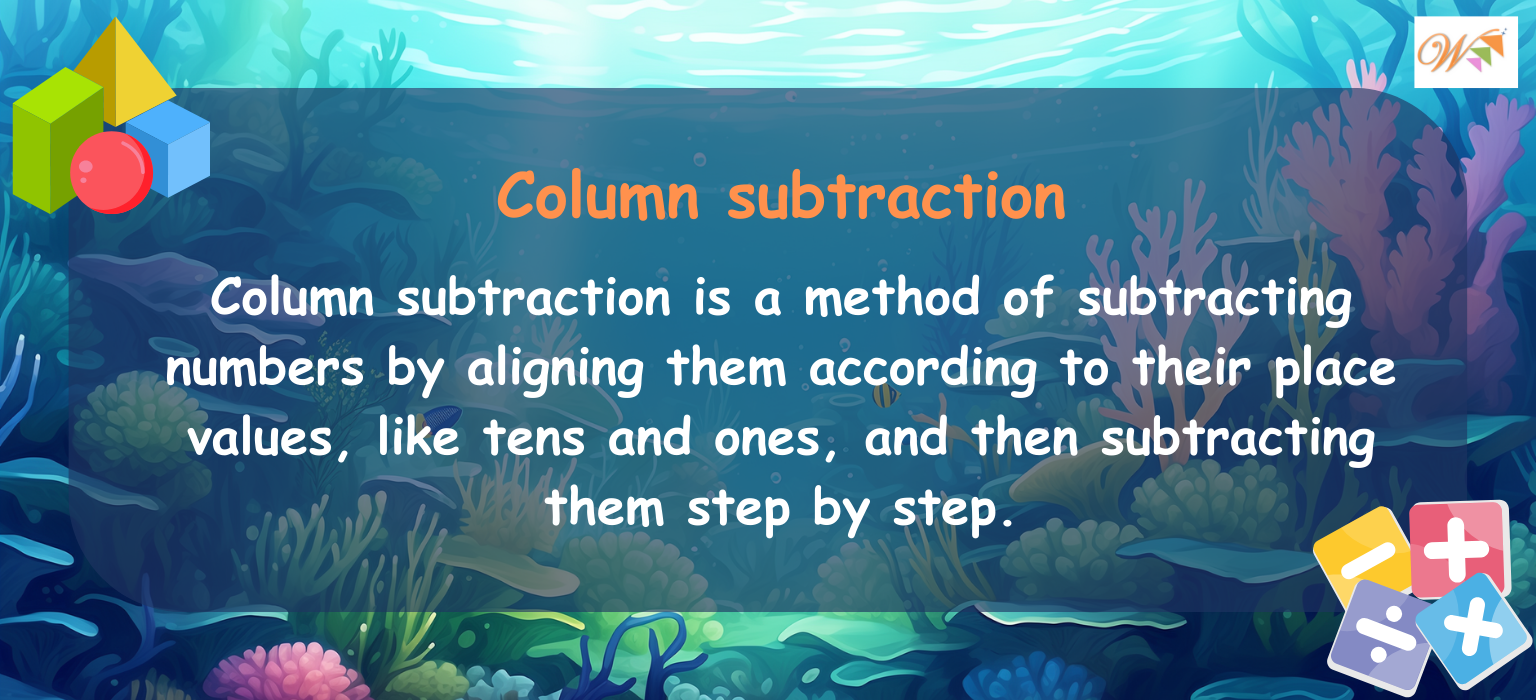 W
Column subtraction
Column subtraction is a method of subtracting
numbers by aligning them according to their place
values, like tens and ones, and then subtracting
them step by step.